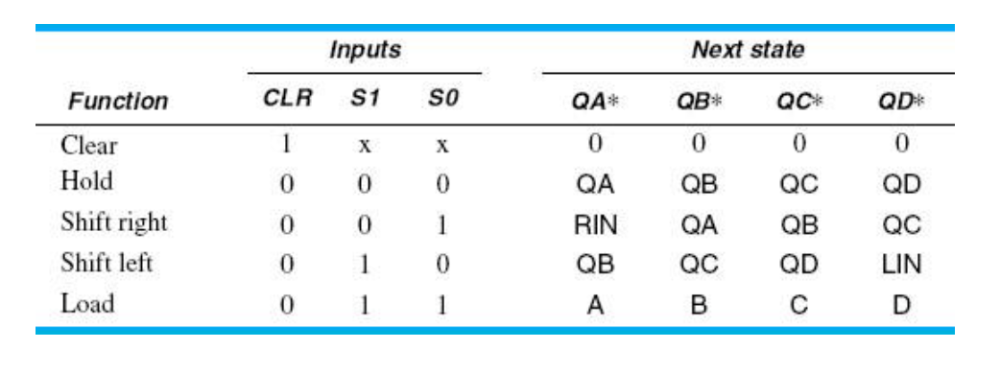 Inputs Next state
Function CLR S1 S0 QA* QB* QC* QD*
Clear 1 x x 0 0 0 0
Hold 0 0 0 QA QB QC QD
Shift right 0 0 1 RIN QA QB QC
Shift left 0 1 0 QB QC QD LIN
Load 0 1 1 A B C D